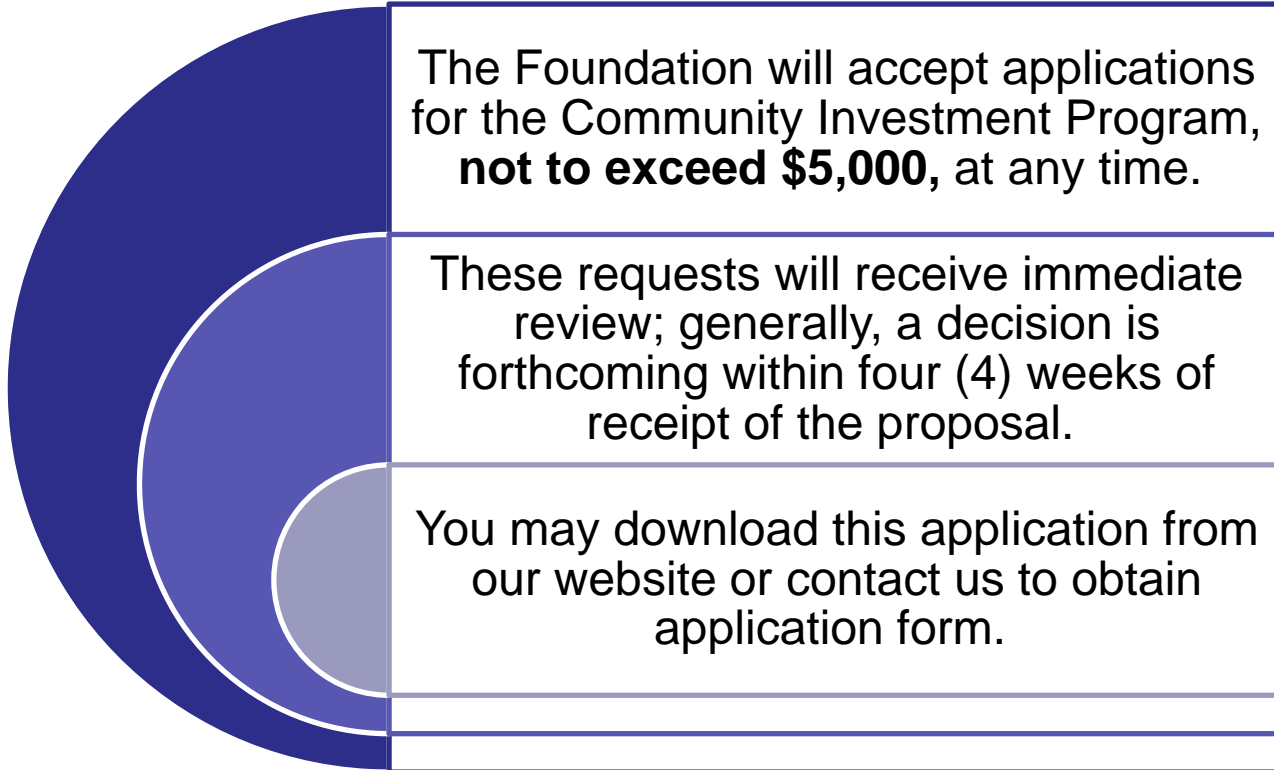 The Foundation will accept applications
for the Community Investment Program,
not to exceed $5,000, at any time.
These requests will receive immediate
review; generally, a decision is
forthcoming within four (4) weeks of
receipt of the proposal.
You may download this application from
our website or contact us to obtain
application form.